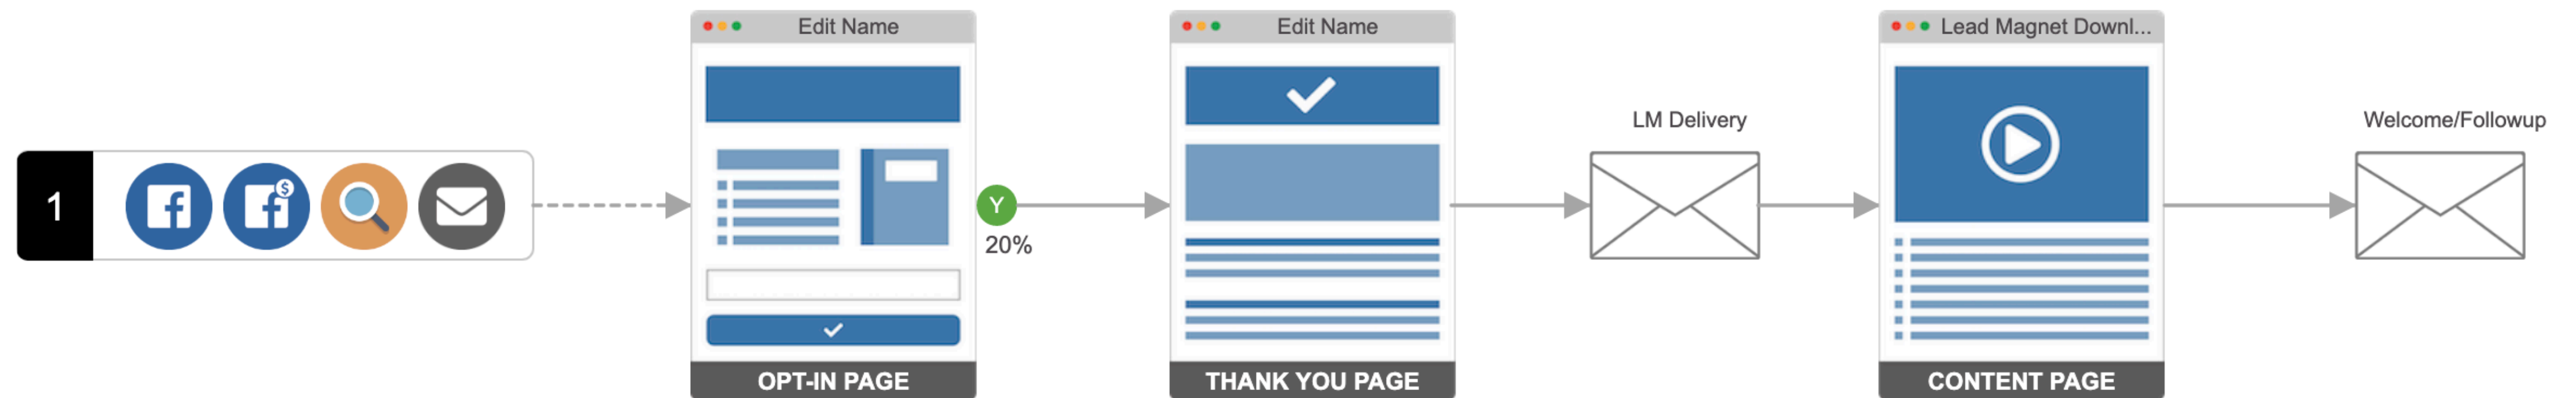 1
Edit Name
OPT-IN PAGE
Y
20%
Edit Name
THANK YOU PAGE
LM Delivery
Lead Magnet Downl...
CONTENT PAGE
Welcome/Followup